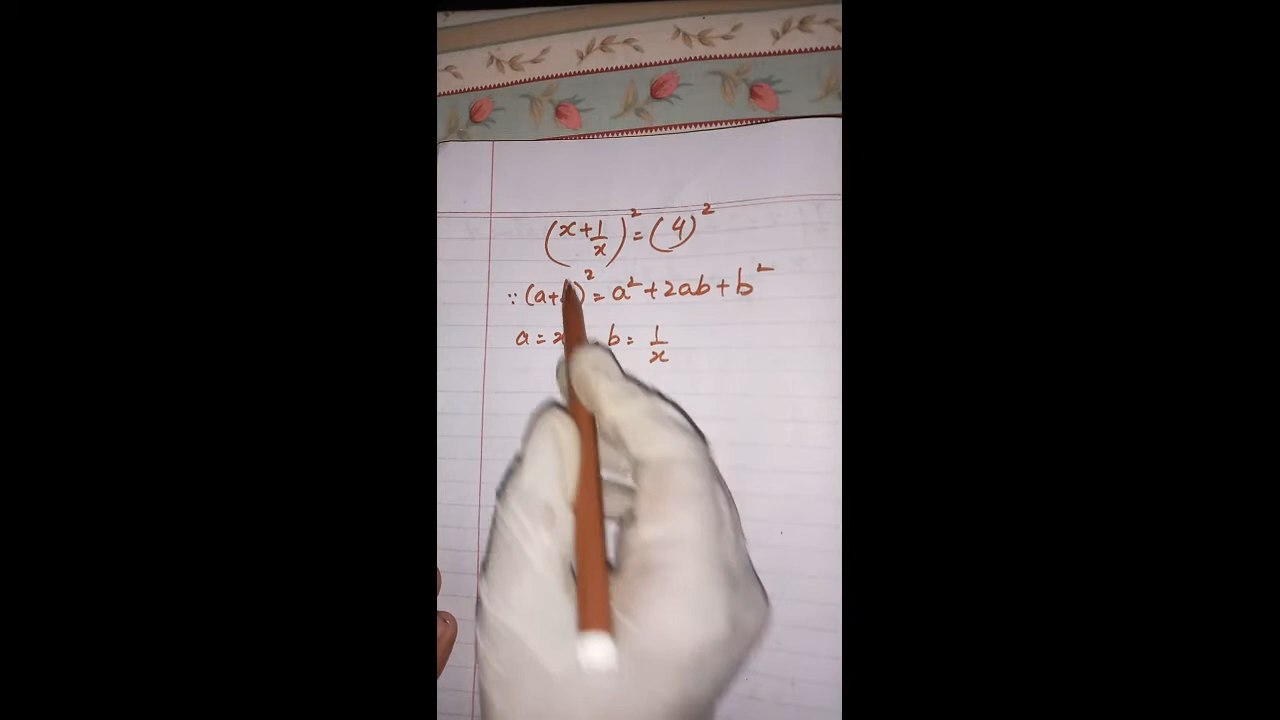 (x+1/x)² = (4)²
∵ (a+b)² = a² + 2ab + b²
a = x b = 1/x